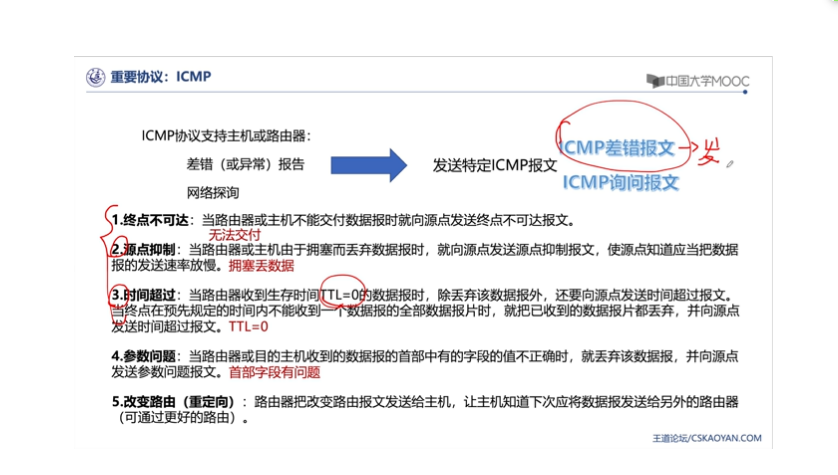 重要协议：ICMP
中国大学MOOC
ICMP协议支持主机或路由器：
差错（或异常）报告
网络探询
发送特定ICMP报文
ICMP差错报文
ICMP询问报文
1.终点不可达：当路由器或主机不能交付数据报时就向源点发送终点不可达报文。
无法交付
2.源点抑制：当路由器或主机由于拥塞而丢弃数据报时，就向源点发送源点抑制报文，使源点知道应当把数据
报的发送速率放慢。拥塞丢数据
3.时间超过：当路由器收到生存时间TTL=0的数据报时，除丢弃该数据报外，还要向源点发送时间超过报文。
当终点在预先规定的时间内不能收到一个数据报的全部数据报片时，就把已收到的数据报片都丢弃，并向源点
发送时间超过报文。TTL=0
4.参数问题：当路由器或目的主机收到的数据报的首部中有的字段的值不正确时，就丢弃该数据报，并向源点
发送参数问题报文。首部字段有问题
5.改变路由（重定向）：路由器把改变路由报文发送给主机，让主机知道下次应将数据报发送给另外的路由器
（可通过更好的路由）。
王道论坛/CSKAOYAN.COM